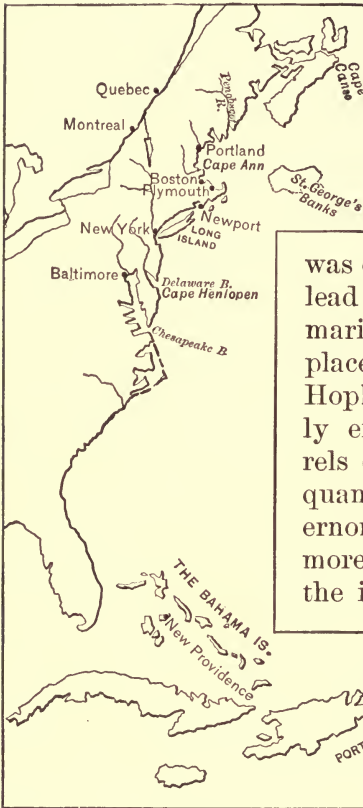 Quebec
Montreal
Penobscot
R.
Cape
Canso
Portland
Cape Ann
Boston
Plymouth
St. George's
Banks
Newport
New York
LONG
ISLAND
Baltimore
Delaware B.
Cape Henlopen
Chesapeake B
was
lead
mari
place
Hopk
ly e
rels
quan
ernor
more
the i
THE BAHAMA IS.
New Providence
PORT